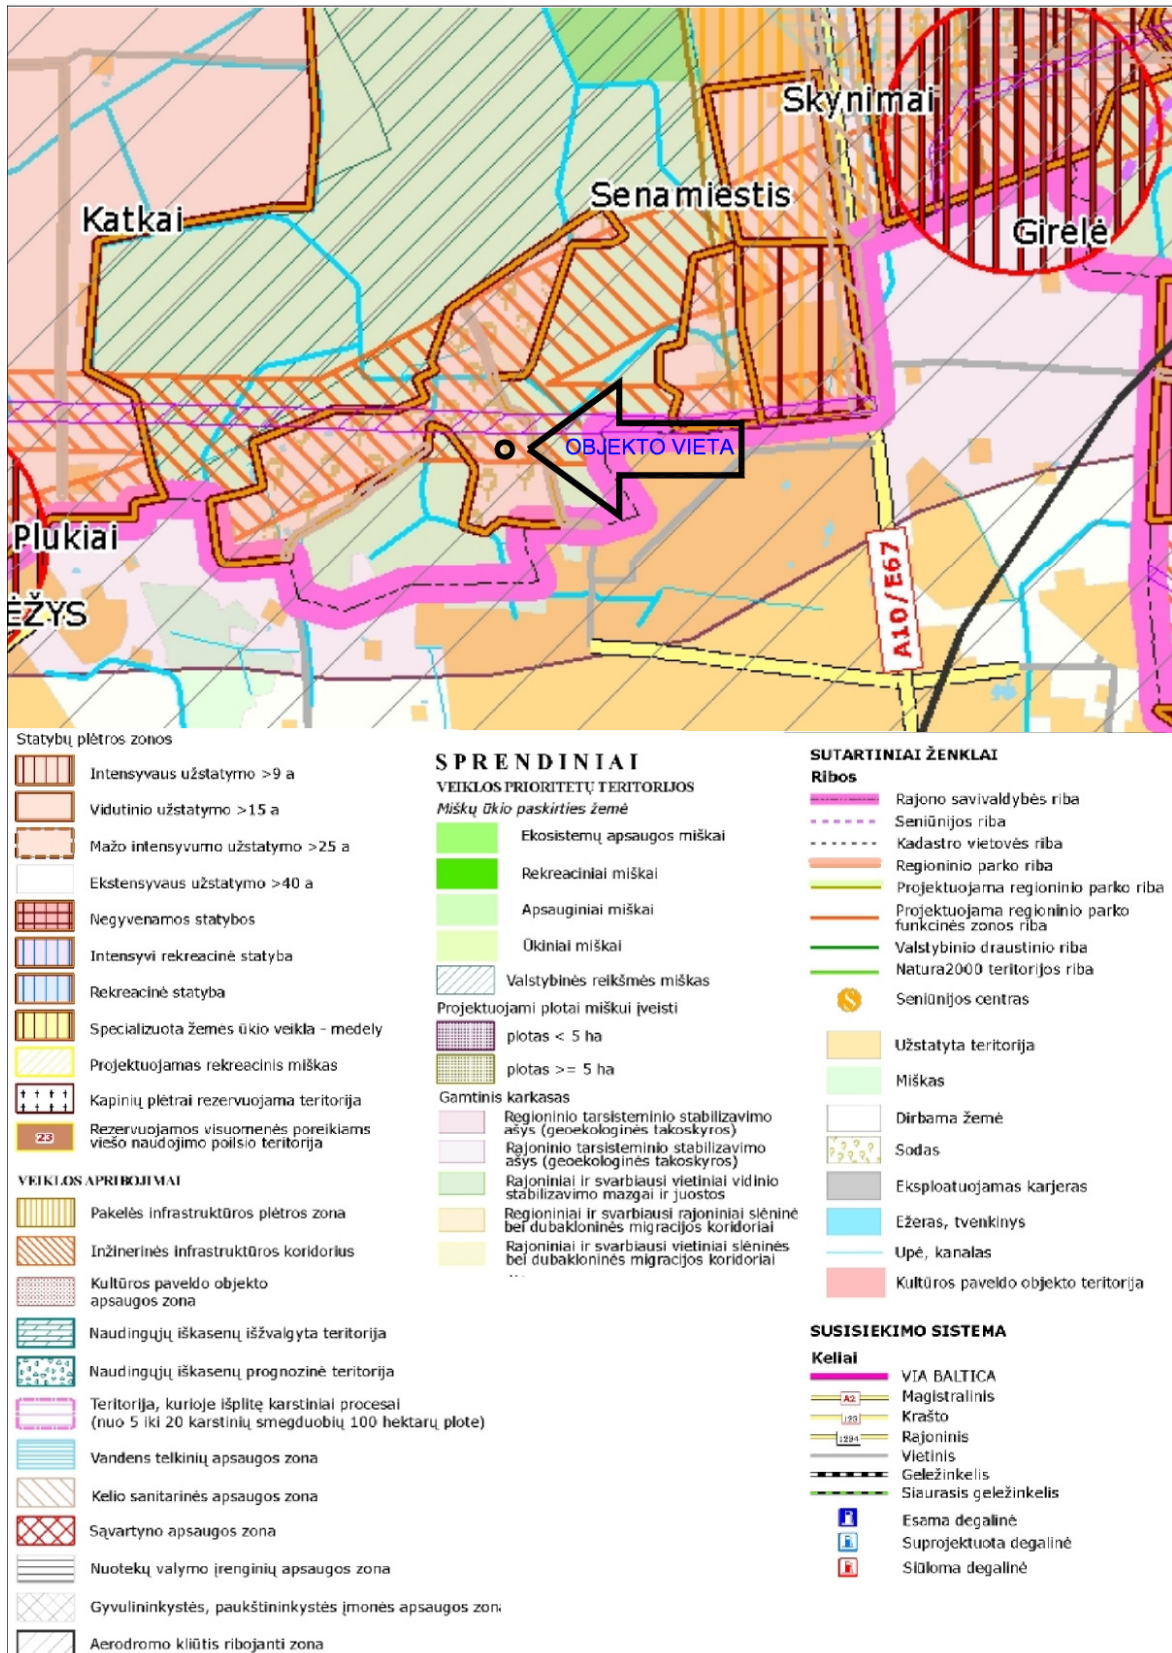 Skynimai
Senamiestis
Katkai
Girelė
OBJEKTO VIETA
Plukiai
ĖŽYS
A10/E67
Statybų plėtros zonos
Intensyvaus užstatymo >9 a
Vidutinio užstatymo >15 a
Mažo intensyvumo užstatymo >25 a
Ekstensyvaus užstatymo >40 a
Negyvenamos statybos
Intensyvi rekreacinė statyba
Rekreacinė statyba
Specializuota žemės ūkio veikla - medely
Projektuojamas rekreacinis miškas
Kapinių plėtrai rezervuojama teritorija
23
Rezervuojamos visuomenės poreikiams
viešo naudojimo poilsio teritorija
VEIKLOS APRIBOJIMAI
Pakelės infrastruktūros plėtros zona
Inžinerinės infrastruktūros koridorius
Kultūros paveldo objekto
apsaugos zona
Naudingųjų iškasenų išžvalgyta teritorija
Naudingųjų iškasenų prognozinė teritorija
Teritorija, kurioje išplitę karstiniai procesai
(nuo 5 iki 20 karstinių smegduobių 100 hektarų plote)
Vandens telkinių apsaugos zona
Kelio sanitarinės apsaugos zona
Sąvartyno apsaugos zona
Nuotekų valymo įrenginių apsaugos zona
Gyvulininkystės, paukštininkystės įmonės apsaugos zona
Aerodromo kliūtis ribojanti zona
SPRENDINIAI
VEIKLOS PRIORITETŲ TERITORIJOS
Miškų ūkio paskirties žemė
Ekosistemų apsaugos miškai
Rekreaciniai miškai
Apsauginiai miškai
Ūkiniai miškai
Valstybinės reikšmės miškas
Projektuojami plotai miškui įveisti
plotas < 5 ha
plotas >= 5 ha
Gamtinis karkasas
Regioninio tarsisteminio stabilizavimo
ašys (geoekologinės takoskyros)
Rajoninio tarsisteminio stabilizavimo
ašys (geoekologinės takoskyros)
Rajoniniai ir svarbiausi vietiniai vidinio
stabilizavimo mazgai ir juostos
Regioniniai ir svarbiausi rajoniniai slėninė
bei dubakloninės migracijos koridoriai
Rajoniniai ir svarbiausi vietiniai slėninės
bei dubakloninės migracijos koridoriai
SUTARTINIAI ŽENKLAI
Ribos
Rajono savivaldybės riba
Seniūnijos riba
Kadastro vietovės riba
Regioninio parko riba
Projektuojama regioninio parko riba
Projektuojama regioninio parko
funkcinės zonos riba
Valstybinio draustinio riba
Natura2000 teritorijos riba
S Seniūnijos centras
Užstatyta teritorija
Miškas
Dirbama žemė
Sodas
Eksploatuojamas karjeras
Ežeras, tvenkinys
Upė, kanalas
Kultūros paveldo objekto teritorija
SUSISIEKIMO SISTEMA
Keliai
VIA BALTICA
A2 Magistralinis
123 Krašto
1294 Rajoninis
Vietinis
Geležinkelis
Siaurasis geležinkelis
Esama degalinė
Suprojektuota degalinė
Siūloma degalinė